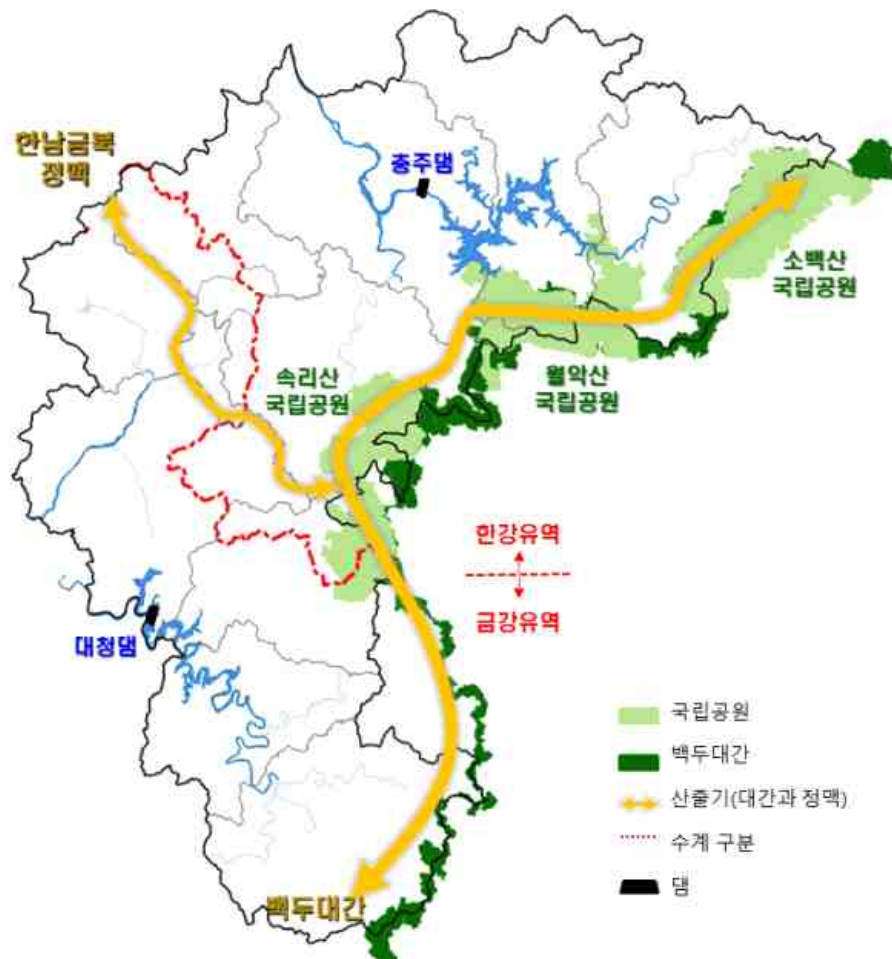 한남금북
정맥
충주댐
소백산
국립공원
속리산
국립공원
월악산
국립공원
한강유역
금강유역
대청댐
백두대간
국립공원
백두대간
산줄기(대간과 정맥)
수계 구분
댐